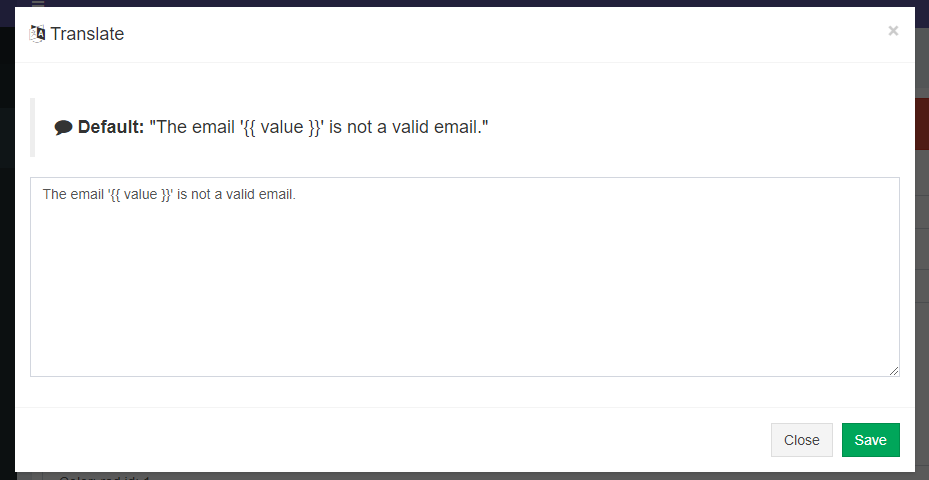 Translate
×
Default: "The email '{{ value }}' is not a valid email."
The email '{{ value }}' is not a valid email.
Close Save